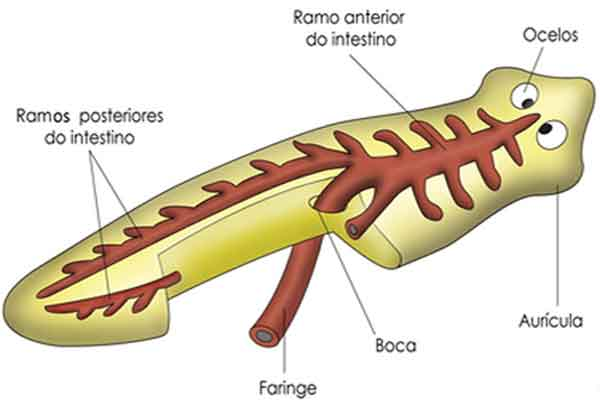 Ramo anterior
do intestino
Ocelos
Ramos posteriores
do intestino
Aurícula
Boca
Faringe